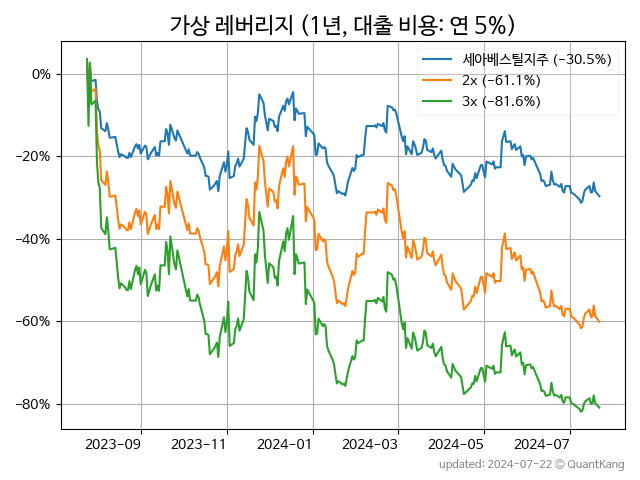 가상 레버리지 (1년, 대출 비용: 연 5%)
세아베스틸지주 (−30.5%)
2x (−61.1%)
3x (−81.6%)
0%
−20%
−40%
−60%
−80%
2023-09
2023-11
2024-01
2024-03
2024-05
2024-07
updated: 2024-07-22 © QuantKang